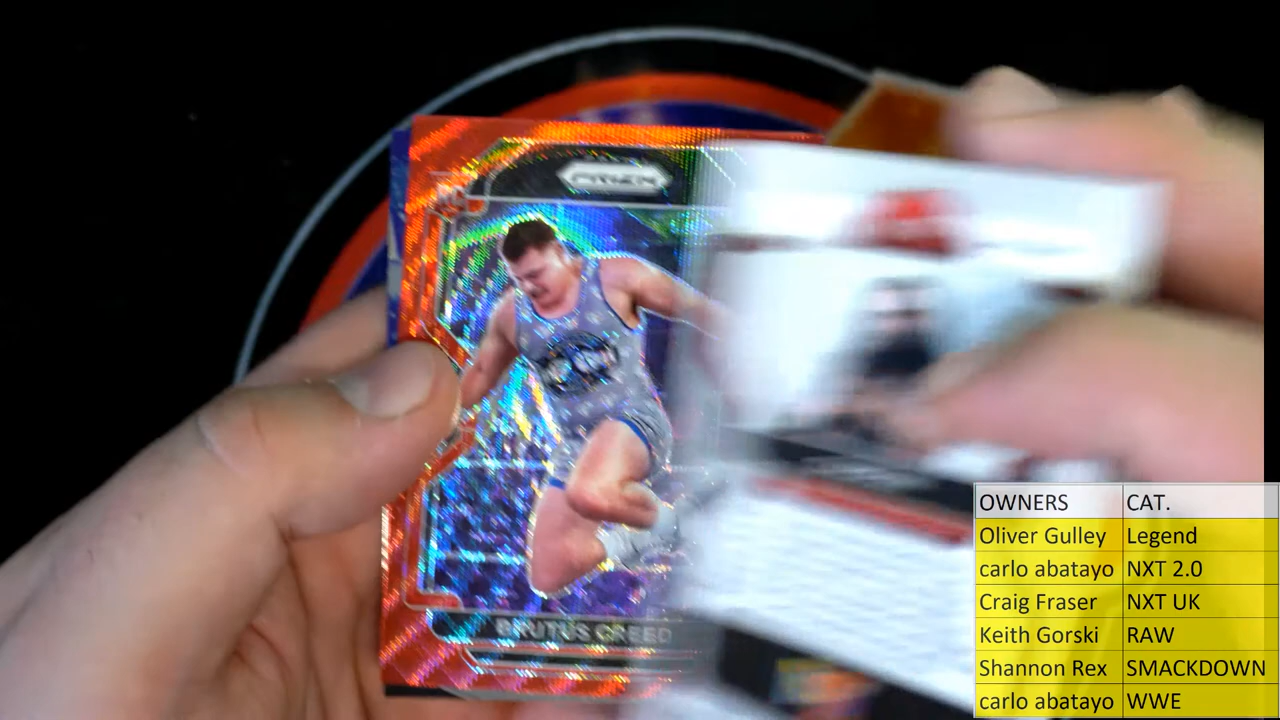 PRIZM
BRUTUS CREED
OWNERS CAT.
Oliver Gulley Legend
carlo abatayo NXT 2.0
Craig Fraser NXT UK
Keith Gorski RAW
Shannon Rex SMACKDOWN
carlo abatayo WWE